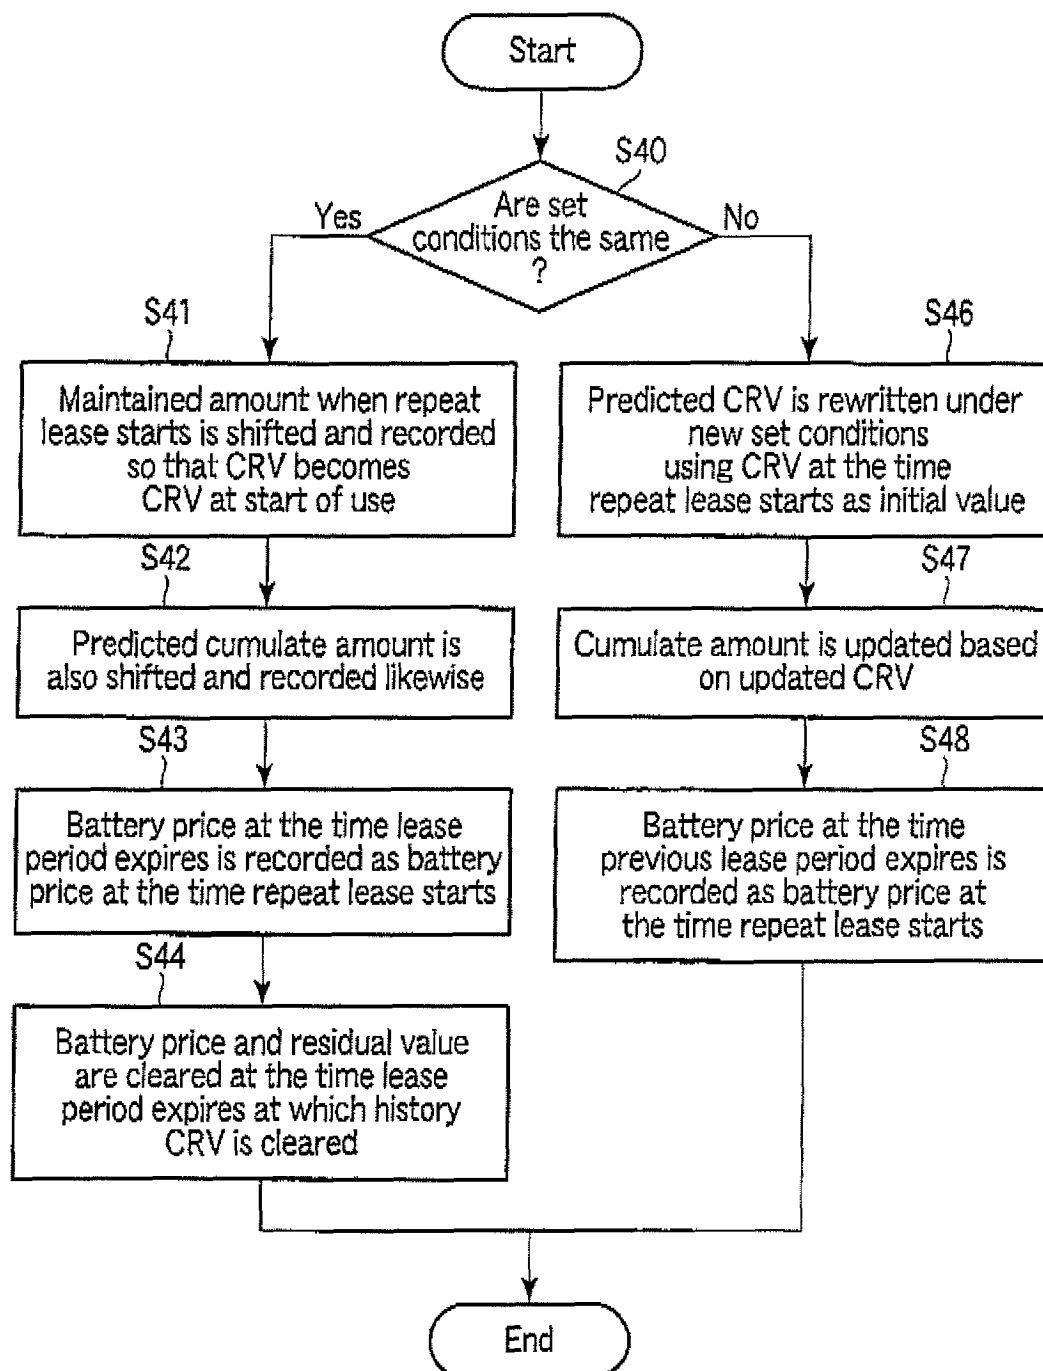 Start
S40
Yes
Are set
conditions the same
?
No
S41
Maintained amount when repeat
lease starts is shifted and recorded
so that CRV becomes
CRV at start of use
S42
Predicted cumulate amount is
also shifted and recorded likewise
S43
Battery price at the time lease
period expires is recorded as battery
price at the time repeat lease starts
S44
Battery price and residual value
are cleared at the time lease
period expires at which history
CRV is cleared
S46
Predicted CRV is rewritten under
new set conditions
using CRV at the time
repeat lease starts as initial value
S47
Cumulate amount is updated based
on updated CRV
S48
Battery price at the time
previous lease period expires is
recorded as battery price at
the time repeat lease starts
End